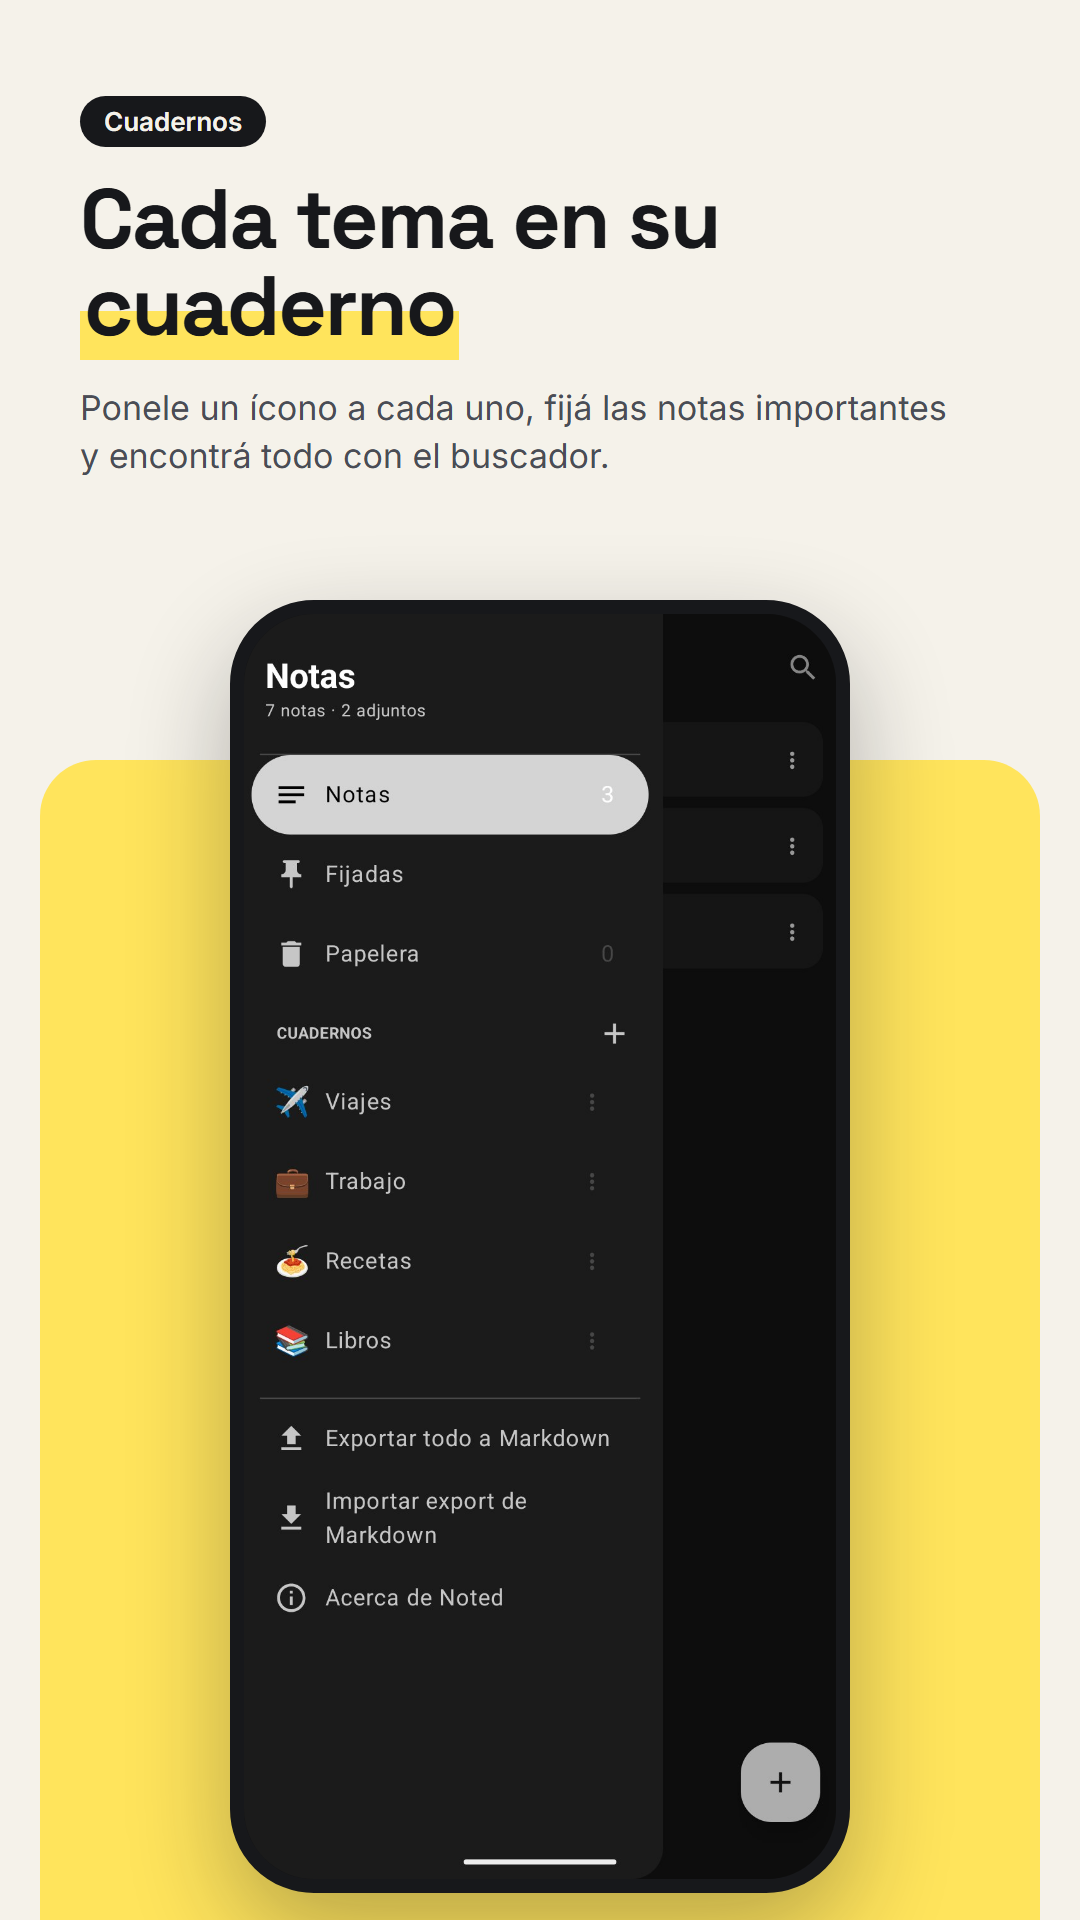 Cuadernos
Cada tema en su
cuaderno
Ponele un ícono a cada uno, fijá las notas importantes
y encontrá todo con el buscador.
Notas
7 notas · 2 adjuntos
Notas 3
Fijadas
Papelera 0
CUADERNOS
Viajes
Trabajo
Recetas
Libros
Exportar todo a Markdown
Importar export de
Markdown
Acerca de Noted